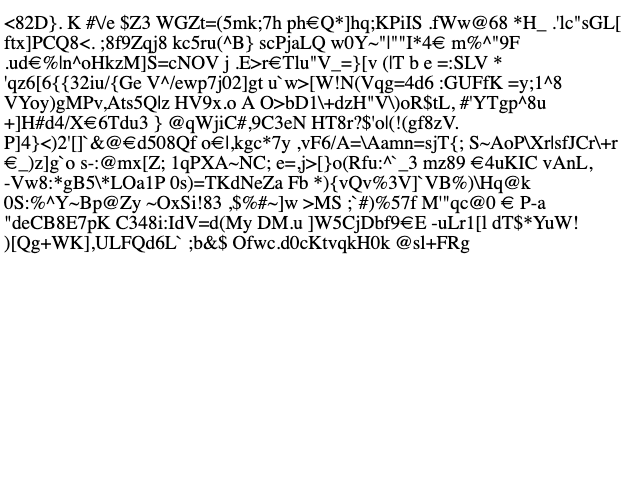 <82D}. K #\/e $Z3 WGZt=(5mk;7h ph€Q*]hq;KPiIS .fWw@68 *H_ .'lc"sGL[
ftx]PCQ8<. ;8f9Zqj8 kc5ru(^B} scPjaLQ w0Y~"|""I*4€ m%^"9F
.ud€%|n^oHkzM]S=cNOV j .E>r€Tlu"V_=}[v (|T b e =:SLV *
'qz6[6{{32iu/{Ge V^/ewp7j02]gt u`w>[W!N(Vqg=4d6 :GUFfK =y;1^8
VYoy)gMPv,Ats5Q|z HV9x.o A O>bD1\+dzH"V\)oR$tL, #'YTgp^8u
+]H#d4/X€6Tdu3 } @qWjiC#,9C3eN HT8r?$'o|(!(gf8zV.
P]4}<)2'[]`&@€d508Qf o€|,kgc*7y ,vF6/A=\Aamn=sjT{; S~AoP\Xr|sfJCr\+r
€_)z]g`o s-:@mx[Z; 1qPXA~NC; e=,j>[}o(Rfu:^`_3 mz89 €4uKIC vAnL,
-Vw8:*gB5\*LOa1P 0s)=TKdNeZa Fb *){vQv%3V]`VB%)\Hq@k
0S:%^Y~Bp@Zy ~OxSi!83 ,$%#~]w >MS ;`#)%57f M'"qc@0 € P-a
"deCB8E7pK C348i:IdV=d(My DM.u ]W5CjDbf9€E -uLr1[l dT$*YuW!
)[Qg+WK],ULFQd6L` ;b&$ Ofwc.d0cKtvqkH0k @sl+FRg